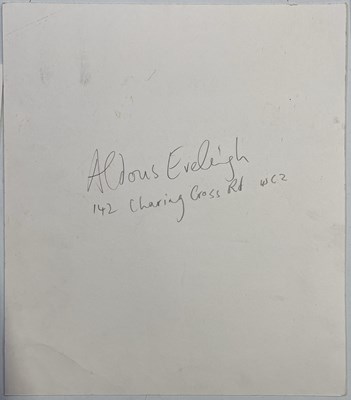 Aldous Eveleigh
142 Charing Cross Rd WC2